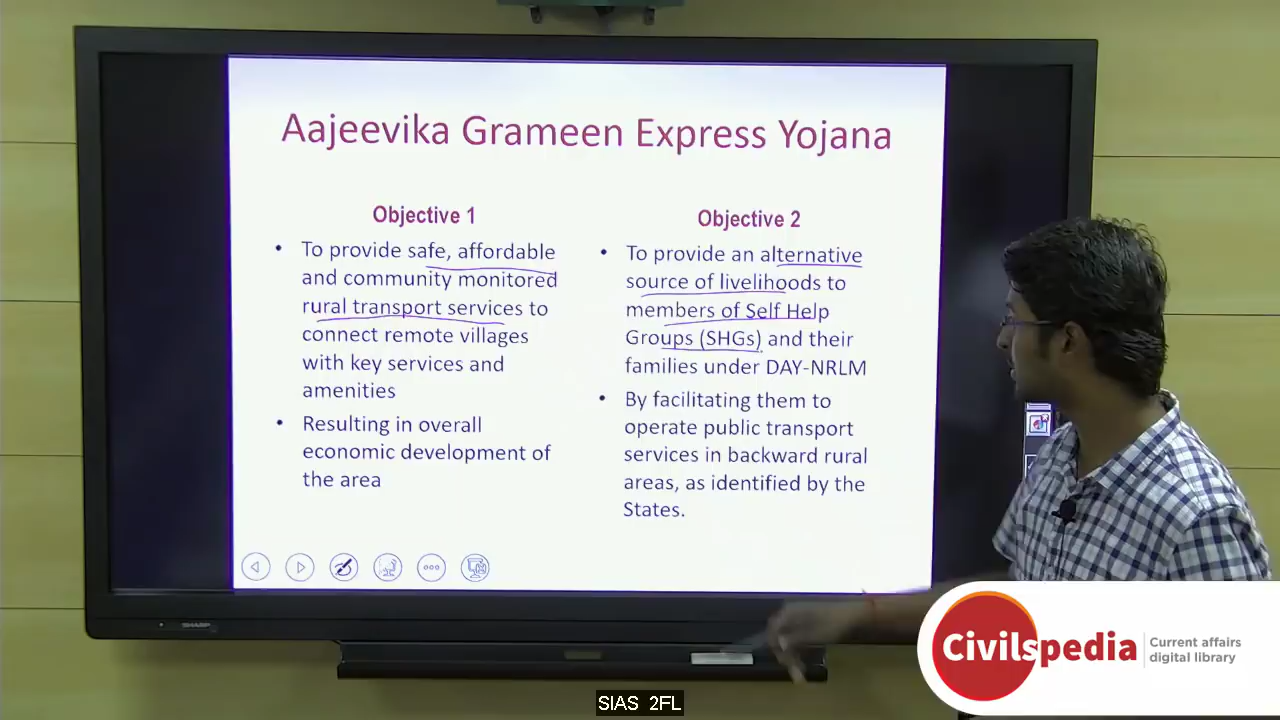 Aajeevika Grameen Express Yojana
Objective 1
• To provide safe, affordable
and community monitored
rural transport services to
connect remote villages
with key services and
amenities
• Resulting in overall
economic development of
the area
Objective 2
• To provide an alternative
source of livelihoods to
members of Self Help
Groups (SHGs) and their
families under DAY-NRLM
• By facilitating them to
operate public transport
services in backward rural
areas, as identified by the
States.
SHARP
Civilspedia
Current affairs
digital library
SIAS 2FL